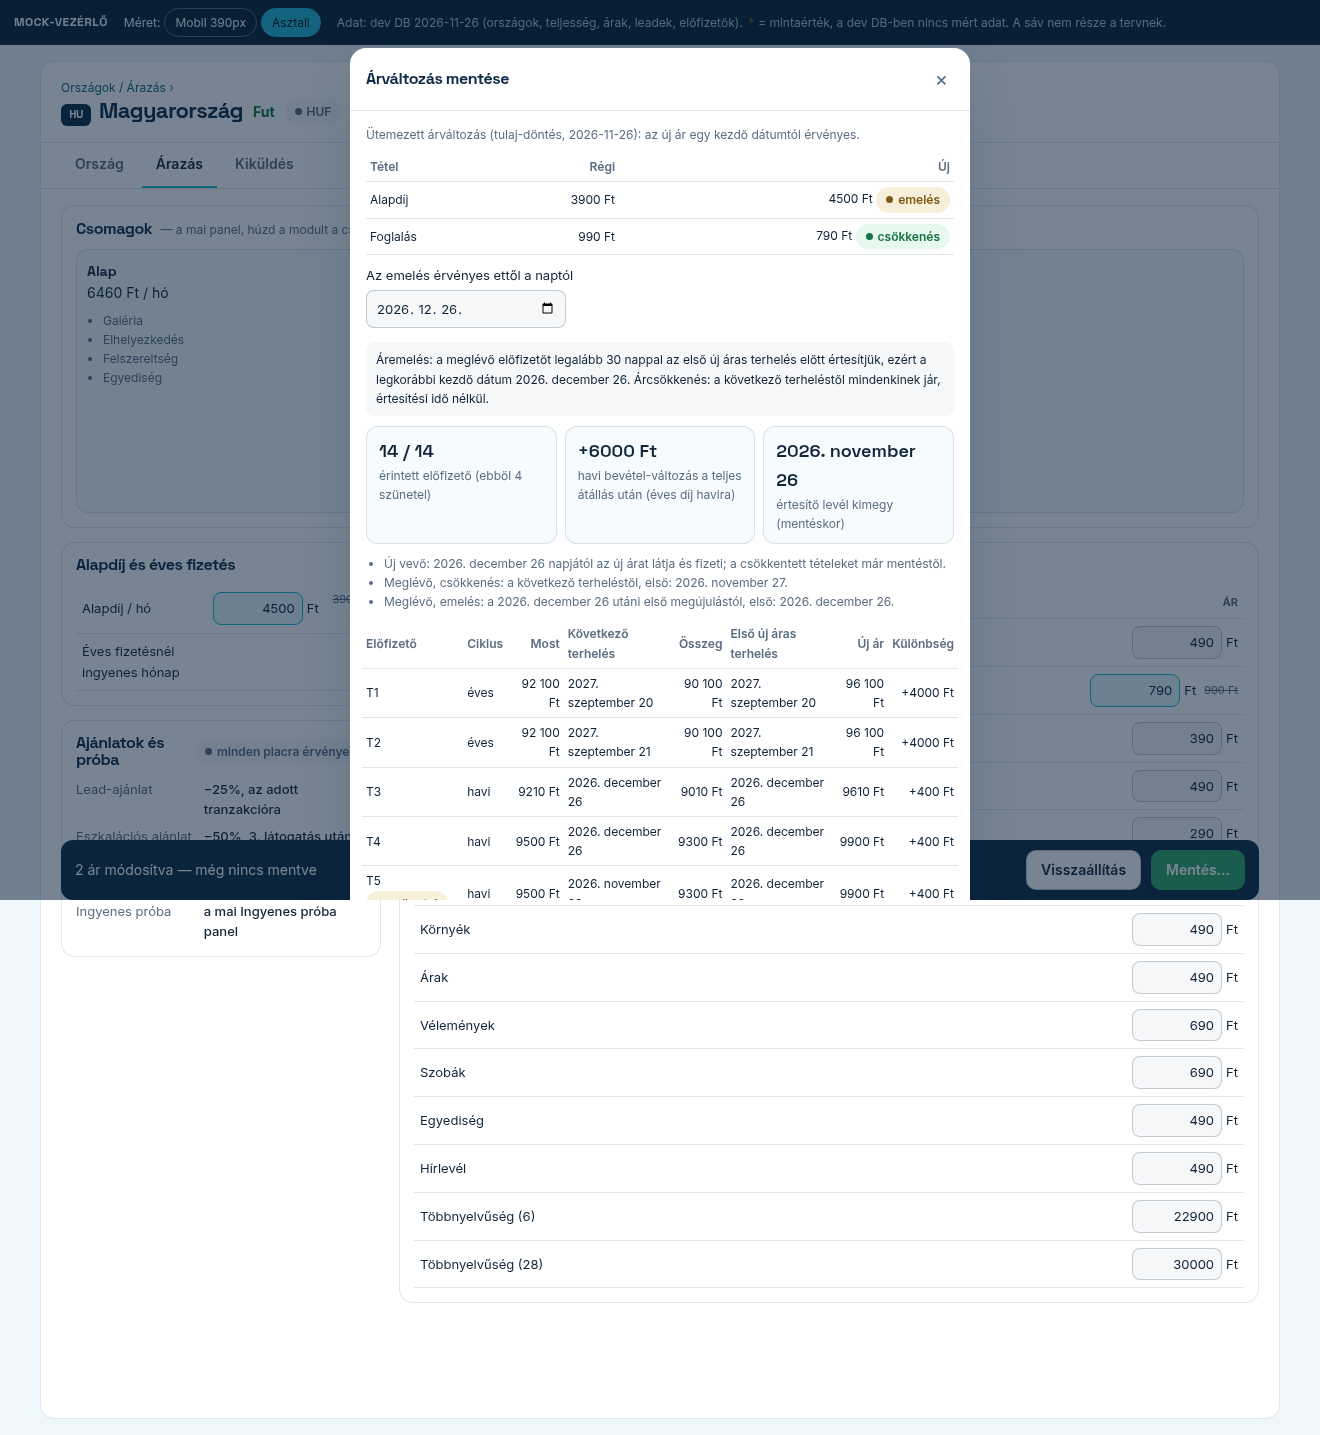 MOCK-VEZÉRLŐ Méret: Mobil 390px Asztali Adat: dev DB 2026-11-26 (országok, teljesség, árak, leadek, előfizetők). * = mintaérték, a dev DB-ben nincs mért adat. A sáv nem része a tervnek.
Országok / Árazás ›
HU Magyarország Fut HUF
Ország Árazás Kiküldés
Csomagok — a mai panel, húzd a modult a
Alap
6460 Ft / hó
Galéria
Elhelyezkedés
Felszereltség
Egyediség
Alapdíj és éves fizetés
Alapdíj / hó 4500 Ft
Éves fizetésnél
ingyenes hónap
Ajánlatok és
próba
minden piacra
Lead-ajánlat −25%, az adott
tranzakcióra
Eszkalációs ajánlat −50%, 3. látogatás után
2 ár módosítva — még nincs mentve Visszaállítás Mentés...
Ingyenes próba a mai Ingyenes próba
panel
Árváltozás mentése ×
Ütemezett árváltozás (tulaj-döntés, 2026-11-26): az új ár egy kezdő dátumtól érvényes.
Tétel Régi Új
Alapdíj 3900 Ft 4500 Ft emelés
Foglalás 990 Ft 790 Ft csökkenés
Az emelés érvényes ettől a naptól
2026. 12. 26.
Áremelés: a meglévő előfizetőt legalább 30 nappal az első új áras terhelés előtt értesítjük, ezért a
legkorábbi kezdő dátum 2026. december 26. Árcsökkenés: a következő terheléstől mindenkinek jár,
értesítési idő nélkül.
14 / 14
érintett előfizető (ebből 4
szünetel)
+6000 Ft
havi bevétel-változás a teljes
átállás után (éves díj havira)
2026. november
26
értesítő levél kimegy
(mentéskor)
Új vevő: 2026. december 26 napjától az új árat látja és fizeti; a csökkentett tételeket már mentéstől.
Meglévő, csökkenés: a következő terheléstől, első: 2026. november 27.
Meglévő, emelés: a 2026. december 26 utáni első megújulástól, első: 2026. december 26.
Előfizető Ciklus Most Következő terhelés Összeg Első új áras terhelés Új ár Különbség
T1 éves 92 100 Ft 2027. szeptember 20 90 100 Ft 2027. szeptember 20 96 100 Ft +4000 Ft
T2 éves 92 100 Ft 2027. szeptember 21 90 100 Ft 2027. szeptember 21 96 100 Ft +4000 Ft
T3 havi 9210 Ft 2026. december 26 9010 Ft 2026. december 26 9610 Ft +400 Ft
T4 havi 9500 Ft 2026. december 26 9300 Ft 2026. december 26 9900 Ft +400 Ft
T5 havi 9500 Ft 2026. november 9300 Ft 2026. december 9900 Ft +400 Ft
ÁR
490 Ft
790 Ft 990 Ft
390 Ft
490 Ft
290 Ft
Környék 490 Ft
Árak 490 Ft
Vélemények 690 Ft
Szobák 690 Ft
Egyediség 490 Ft
Hírlevél 490 Ft
Többnyelvűség (6) 22900 Ft
Többnyelvűség (28) 30000 Ft